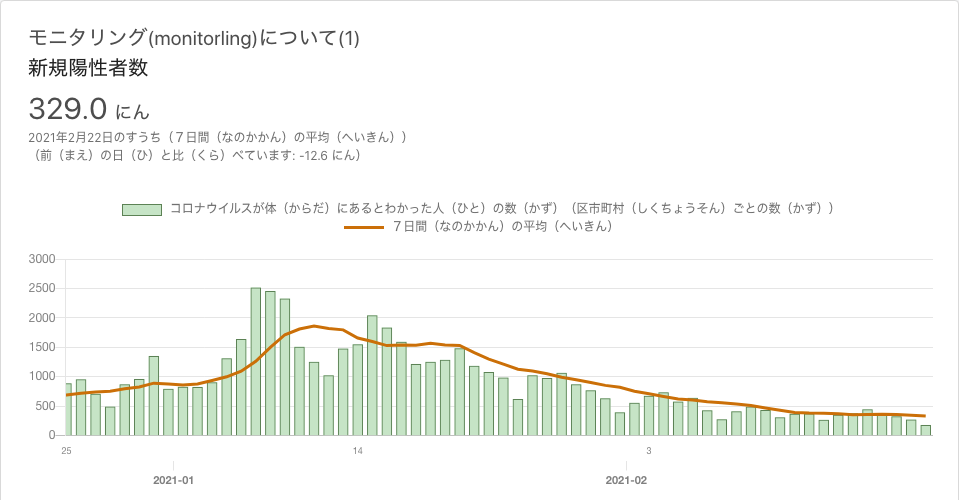 モニタリング(monitorling)について(1)
新規陽性者数
329.0 にん
2021年2月22日のすうち（７日間（なのかかん）の平均（へいきん））
（前（まえ）の日（ひ）と比（くら）べています: -12.6 にん）
コロナウイルスが体（からだ）にあるとわかった人（ひと）の数（かず）（区市町村（しくちょうそん）ごとの数（かず））
７日間（なのかかん）の平均（へいきん）
3000
2500
2000
1500
1000
500
0
25 14 3
2021-01 2021-02